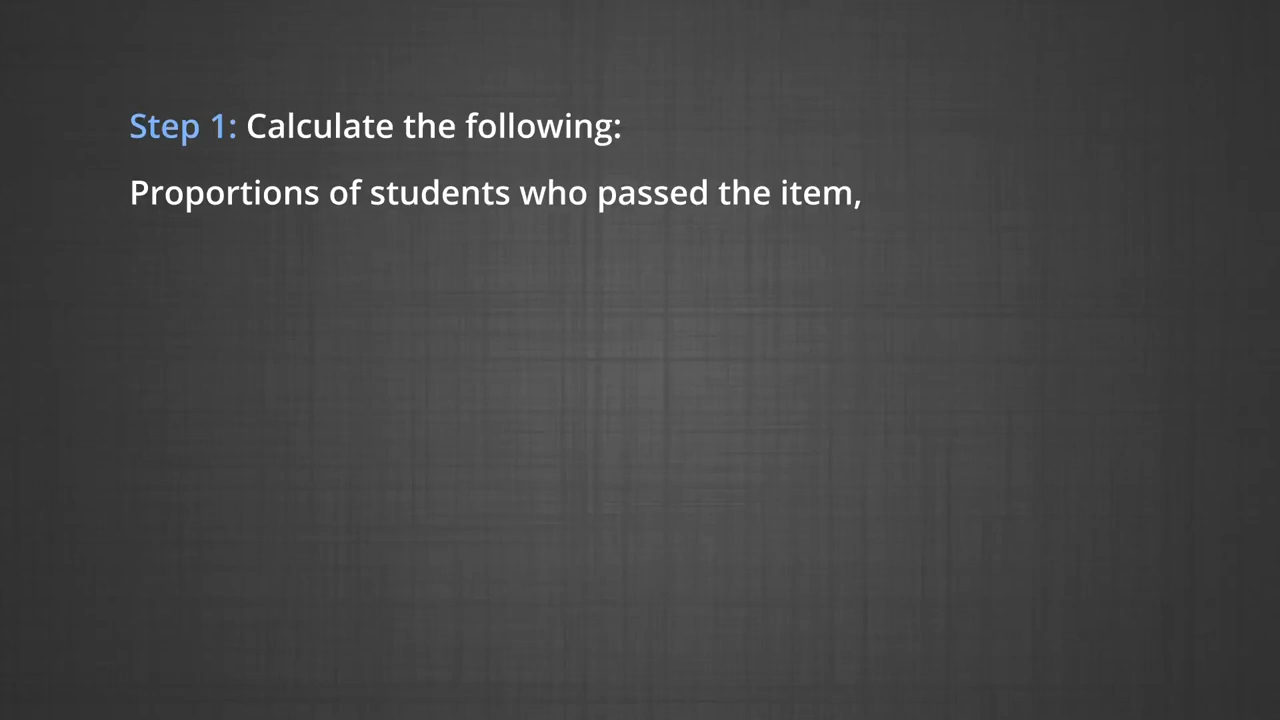 Step 1: Calculate the following:
Proportions of students who passed the item,